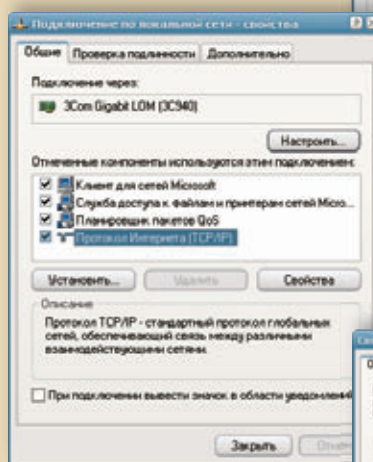 Подключение по локальной сети - свойства
Общие Проверка подлинности Дополнительно
Подключение через:
3Com Gigabit LOM (3C940)
Настроить...
Отмеченные компоненты используются этим подключением:
Клиент для сетей Microsoft
Служба доступа к файлам и принтерам сетей Micro...
Планировщик пакетов QoS
Протокол Интернета (TCP/IP)
Установить... Удалить Свойства
Описание
Протокол TCP/IP - стандартный протокол глобальных
сетей, обеспечивающий связь между различными
взаимодействующими сетями.
При подключении вывести значок в области уведомлений
Закрыть